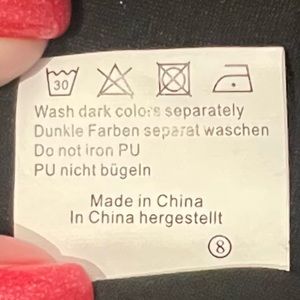 30
Wash dark colors separately
Dunkle Farben separat waschen
Do not iron PU
PU nicht bügeln
Made in China
In China hergestellt
8